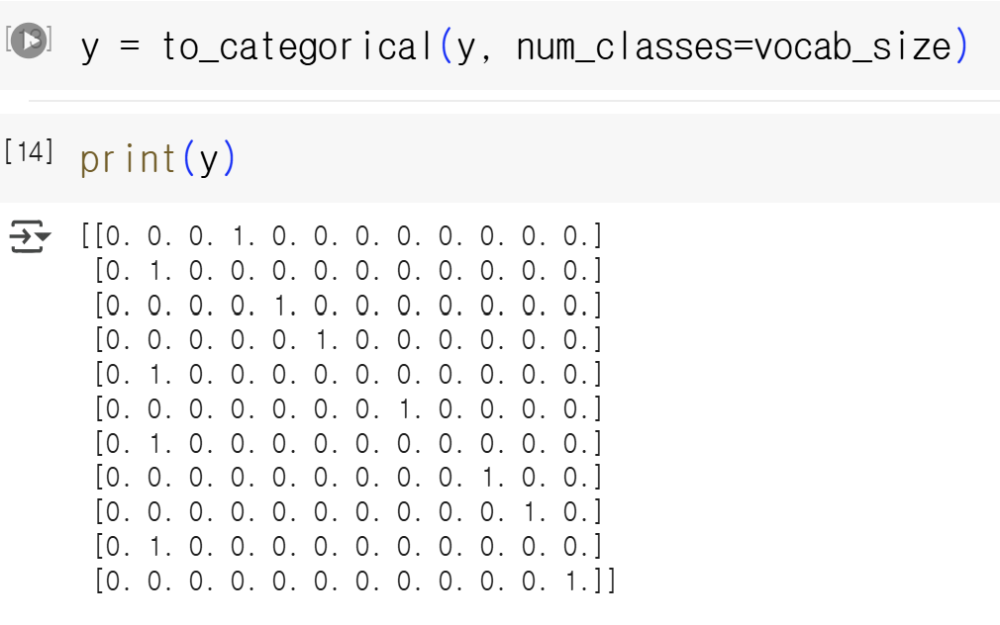 [13] y = to_categorical(y, num_classes=vocab_size)
[14] print(y)
[[0. 0. 0. 1. 0. 0. 0. 0. 0. 0. 0. 0.]
[0. 1. 0. 0. 0. 0. 0. 0. 0. 0. 0. 0.]
[0. 0. 0. 0. 1. 0. 0. 0. 0. 0. 0. 0.]
[0. 0. 0. 0. 0. 1. 0. 0. 0. 0. 0. 0.]
[0. 1. 0. 0. 0. 0. 0. 0. 0. 0. 0. 0.]
[0. 0. 0. 0. 0. 0. 0. 1. 0. 0. 0. 0.]
[0. 1. 0. 0. 0. 0. 0. 0. 0. 0. 0. 0.]
[0. 0. 0. 0. 0. 0. 0. 0. 0. 1. 0. 0.]
[0. 0. 0. 0. 0. 0. 0. 0. 0. 0. 1. 0.]
[0. 1. 0. 0. 0. 0. 0. 0. 0. 0. 0. 0.]
[0. 0. 0. 0. 0. 0. 0. 0. 0. 0. 0. 1.]]